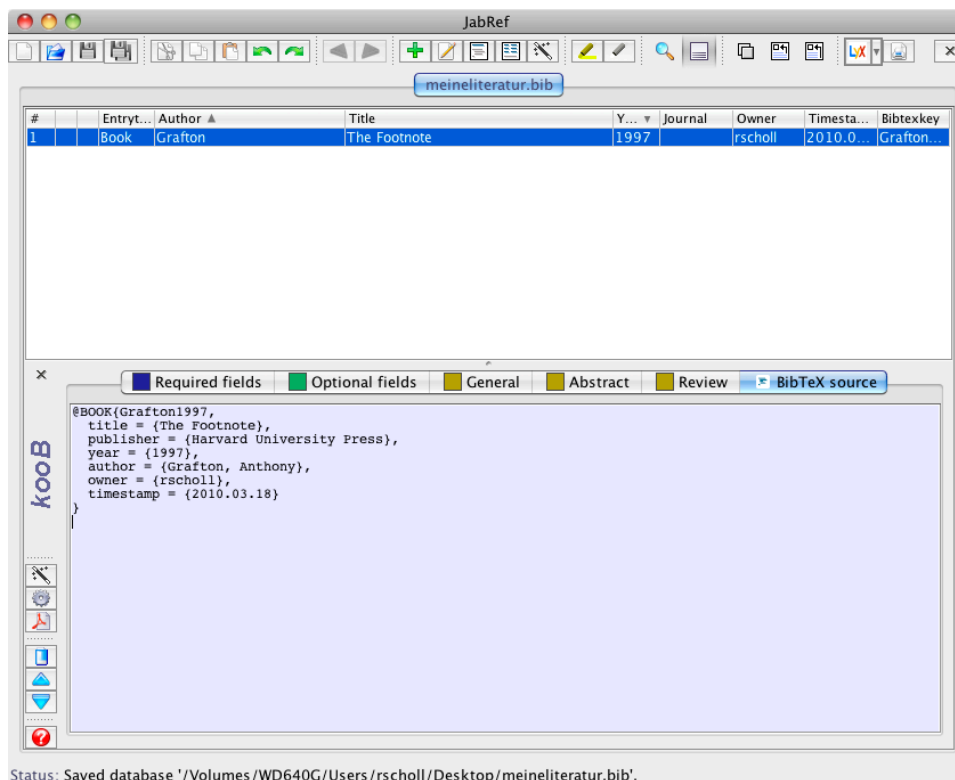 JabRef
LyX
meineliteratur.bib
# Entryt... Author Title Y... Journal Owner Timesta... Bibtexkey
1 Book Grafton The Footnote 1997 rscholl 2010.0... Grafton...
Required fields Optional fields General Abstract Review BibTeX source
Book
@BOOK{Grafton1997,
title = {The Footnote},
publisher = {Harvard University Press},
year = {1997},
author = {Grafton, Anthony},
owner = {rscholl},
timestamp = {2010.03.18}
}
Status: Saved database '/Volumes/WD640G/Users/rscholl/Desktop/meineliteratur.bib'.